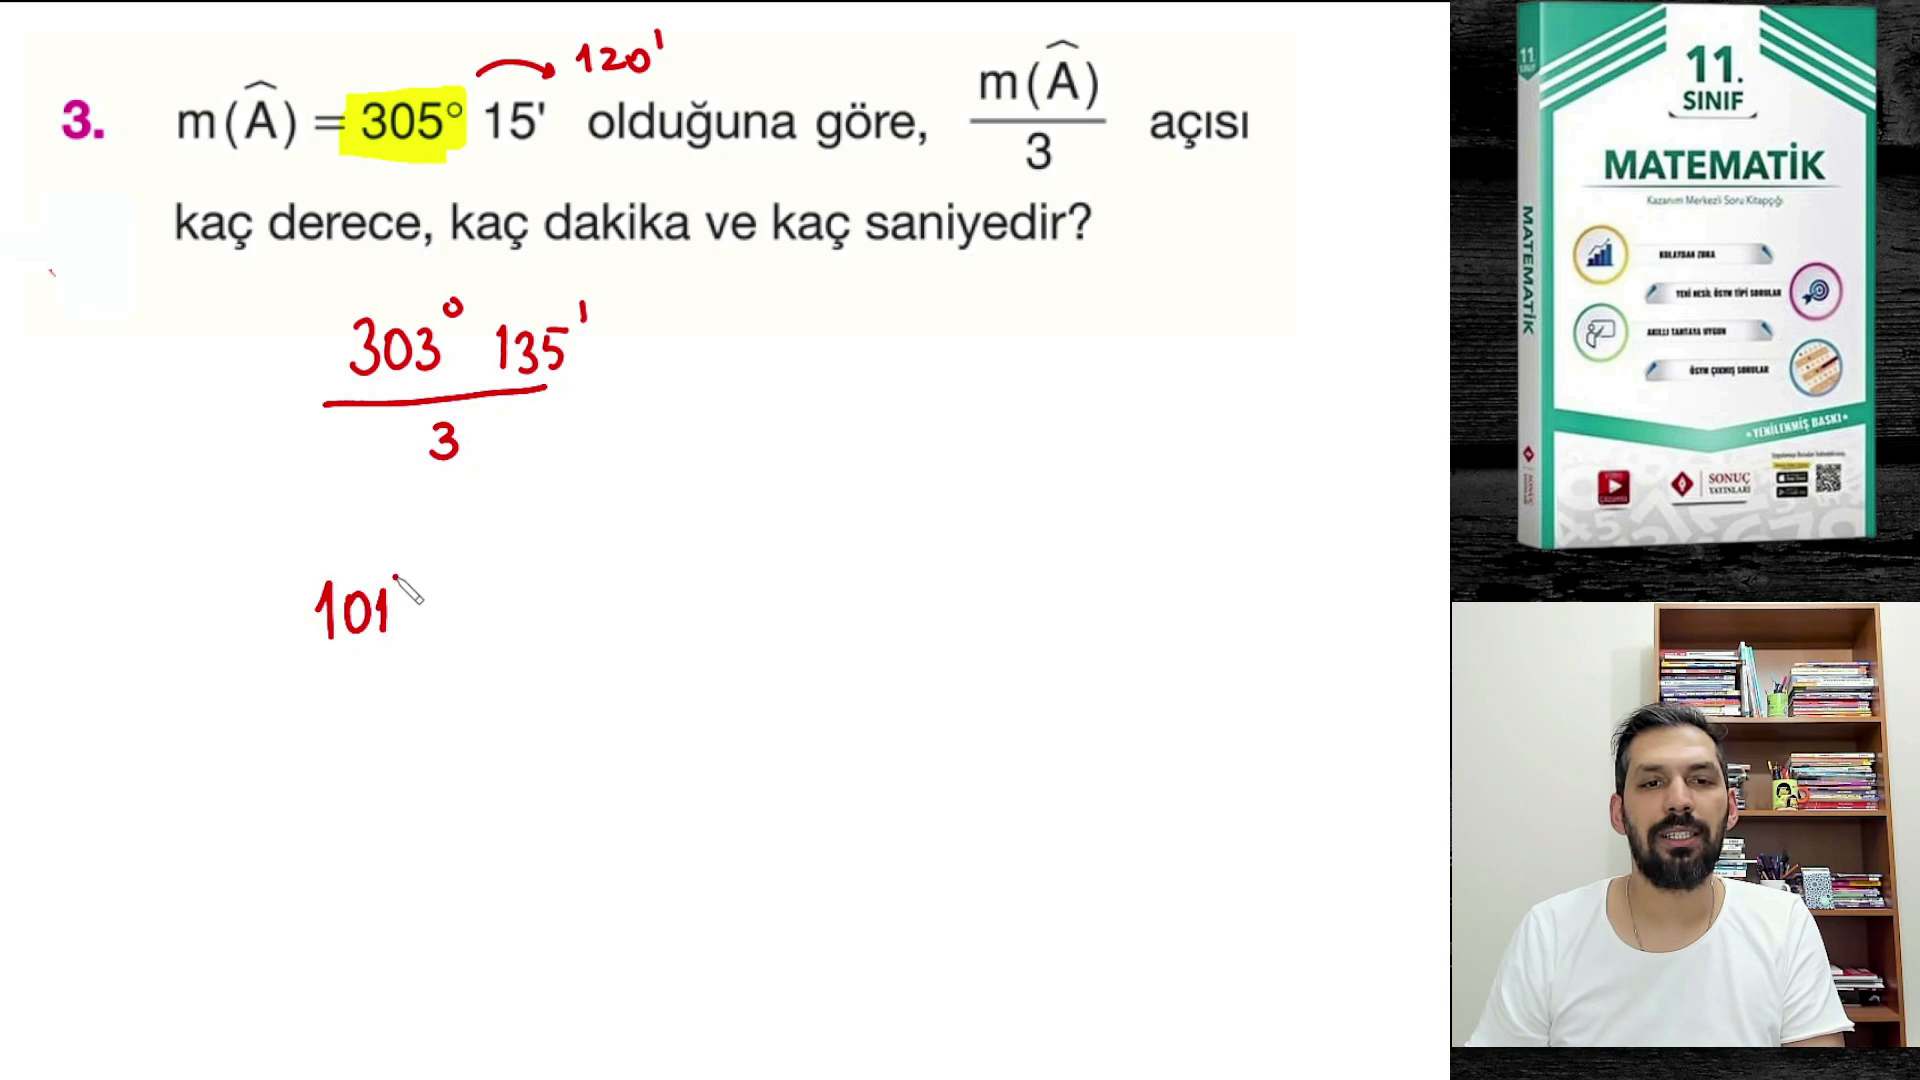 120'
3. m(Â) = 305° 15' olduğuna göre, m(Â)/3 açısı
kaç derece, kaç dakika ve kaç saniyedir?
303° 135'
3
101
11.
SINIF
MATEMATİK
Kazanım Merkezli Soru Kitapçığı
KOLAYDAN ZORA
YENİ NESİL ÖSYM TİPİ SORULAR
AKILLI TAHTAYA UYGUN
ÖSYM ÇIKMIŞ SORULAR
• YENİLENMİŞ BASKI •
SONUÇ
YAYINLARI
11.
SINIF
MATEMATİK